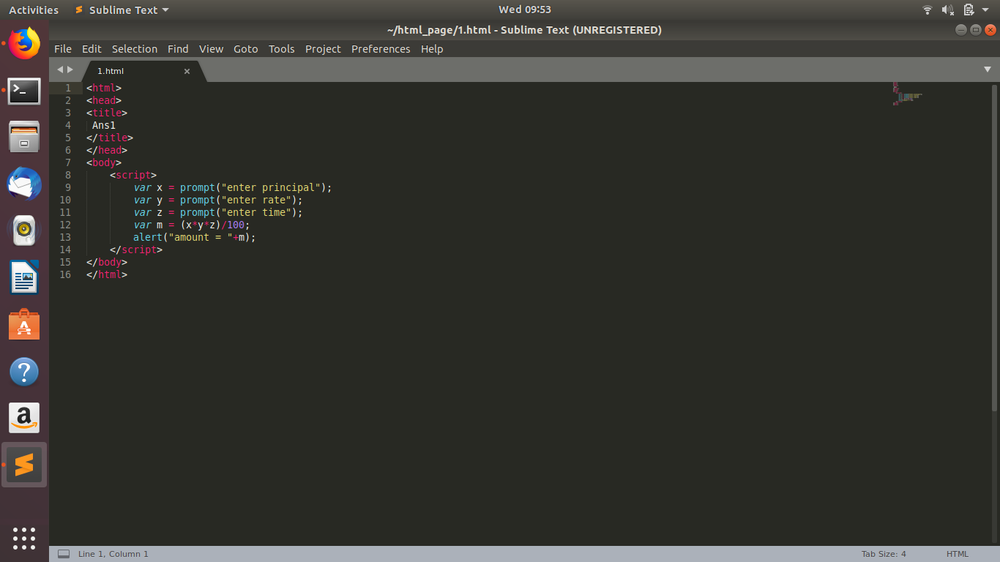 Activities Sublime Text Wed 09:53
~/html_page/1.html - Sublime Text (UNREGISTERED)
File Edit Selection Find View Goto Tools Project Preferences Help
1.html
1 <html>
2 <head>
3 <title>
4  Ans1
5 </title>
6 </head>
7 <body>
8     <script>
9         var x = prompt("enter principal");
10         var y = prompt("enter rate");
11         var z = prompt("enter time");
12         var m = (x*y*z)/100;
13         alert("amount = "+m);
14     </script>
15 </body>
16 </html>
Line 1, Column 1 Tab Size: 4 HTML